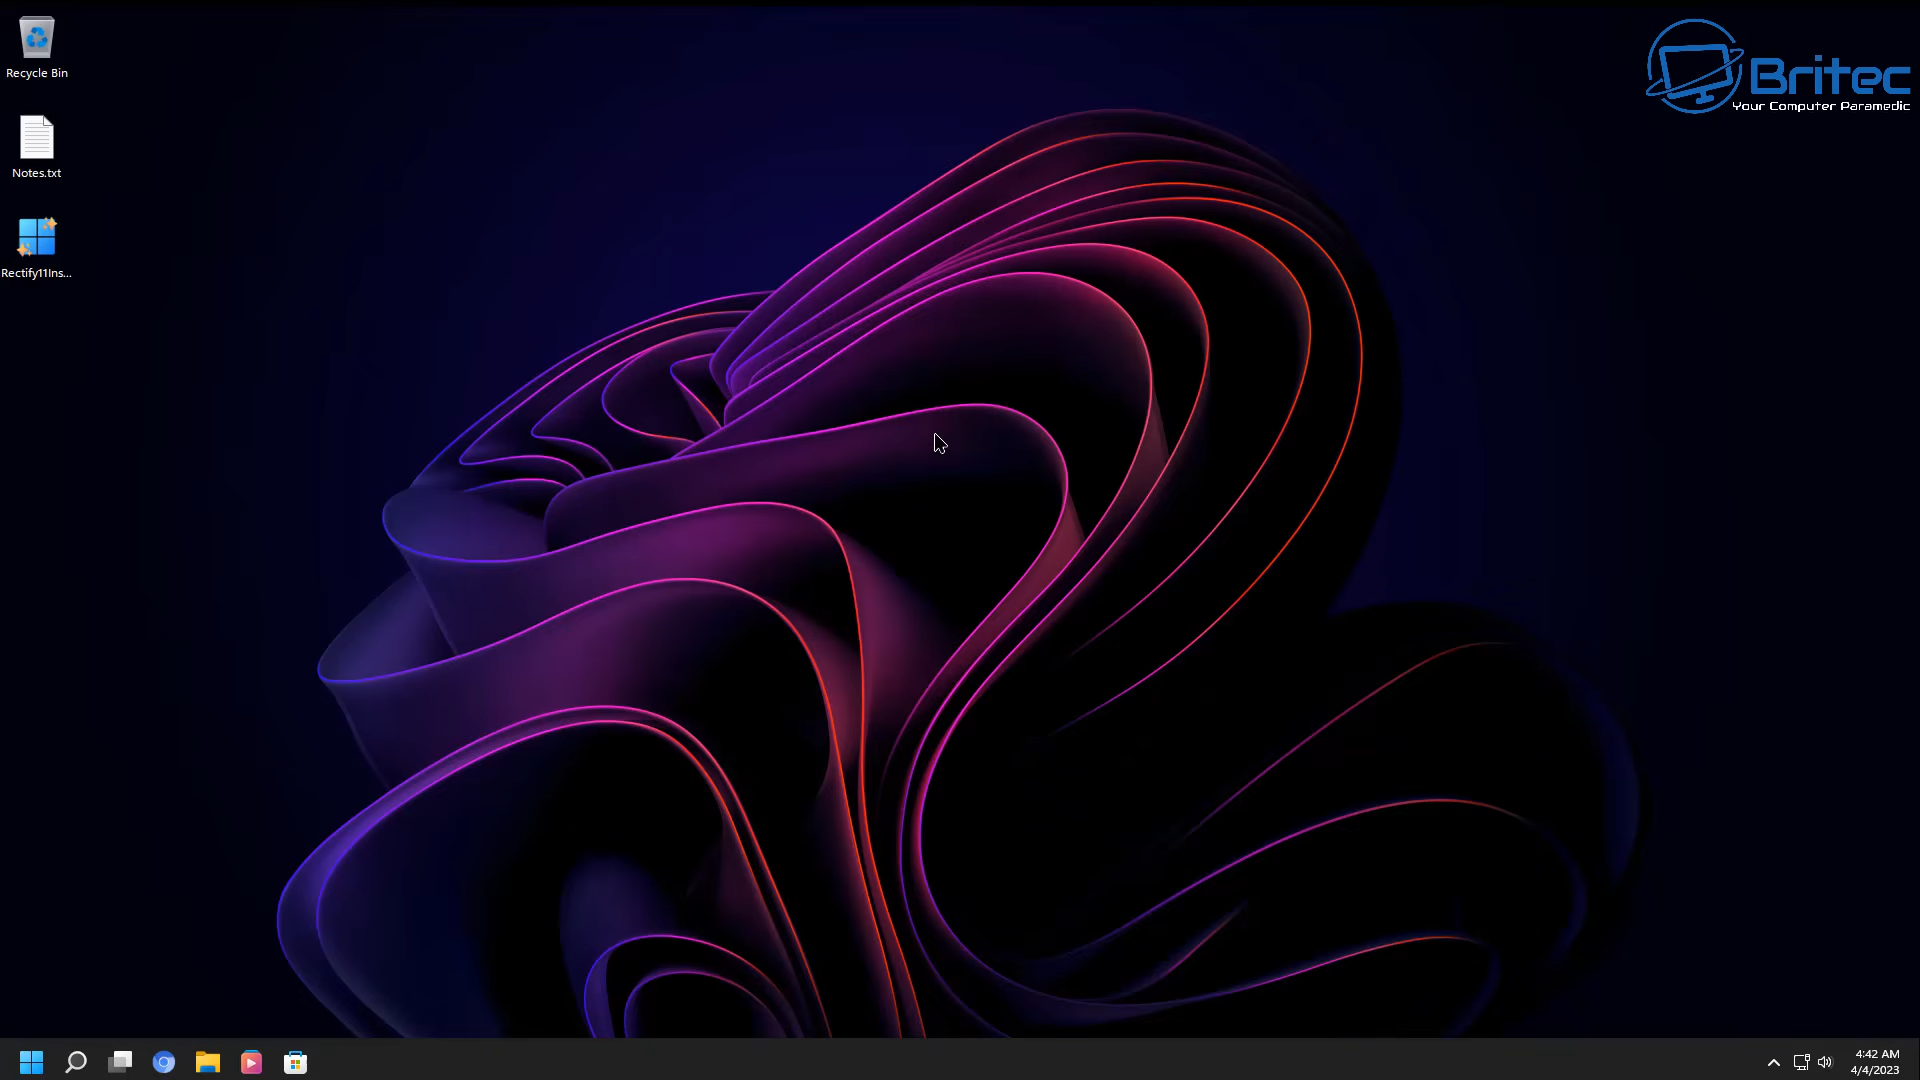 Recycle Bin
Notes.txt
Rectify11Ins...
Britec
Your Computer Paramedic
4:42 AM
4/4/2023